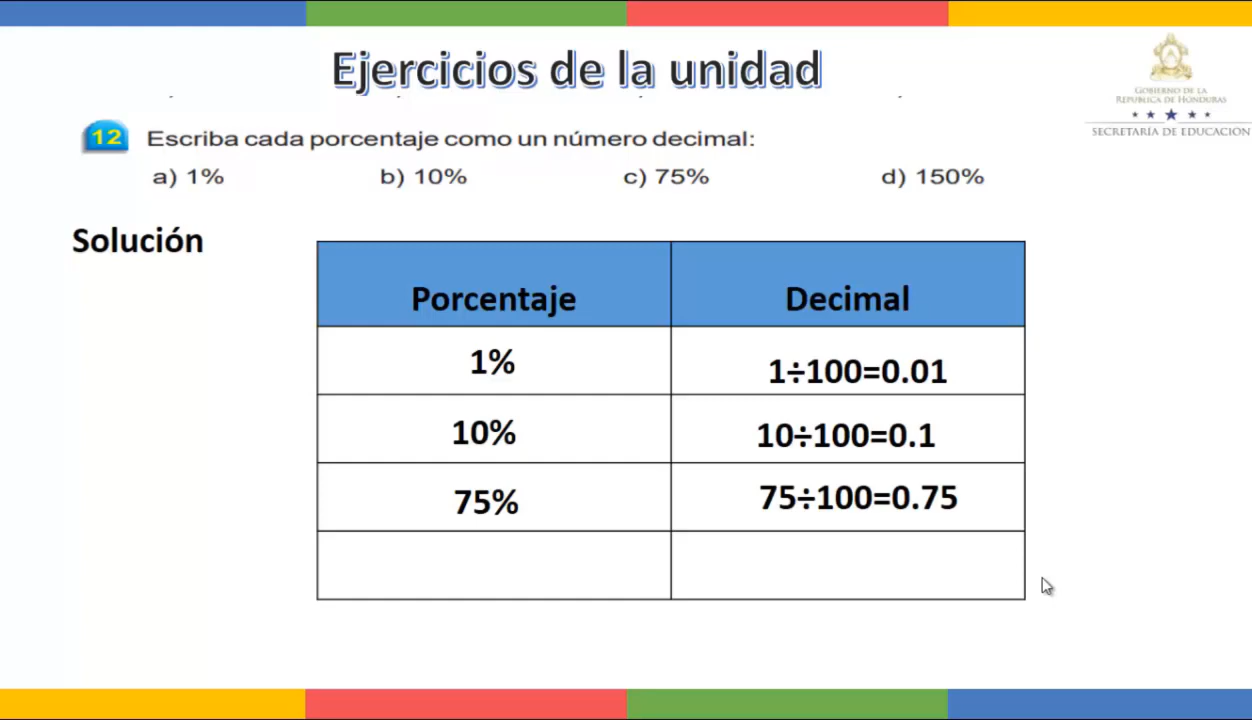 Ejercicios de la unidad
GOBIERNO DE LA
REPÚBLICA DE HONDURAS
SECRETARÍA DE EDUCACIÓN
12 Escriba cada porcentaje como un número decimal:
a) 1% b) 10% c) 75% d) 150%
Solución
Porcentaje Decimal
1% 1÷100=0.01
10% 10÷100=0.1
75% 75÷100=0.75